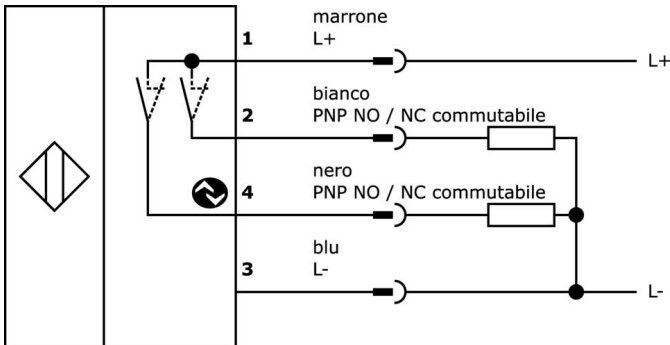 marrone
1 L+
L+
bianco
2 PNP NO / NC commutabile
nero
4 PNP NO / NC commutabile
blu
3 L-
L-